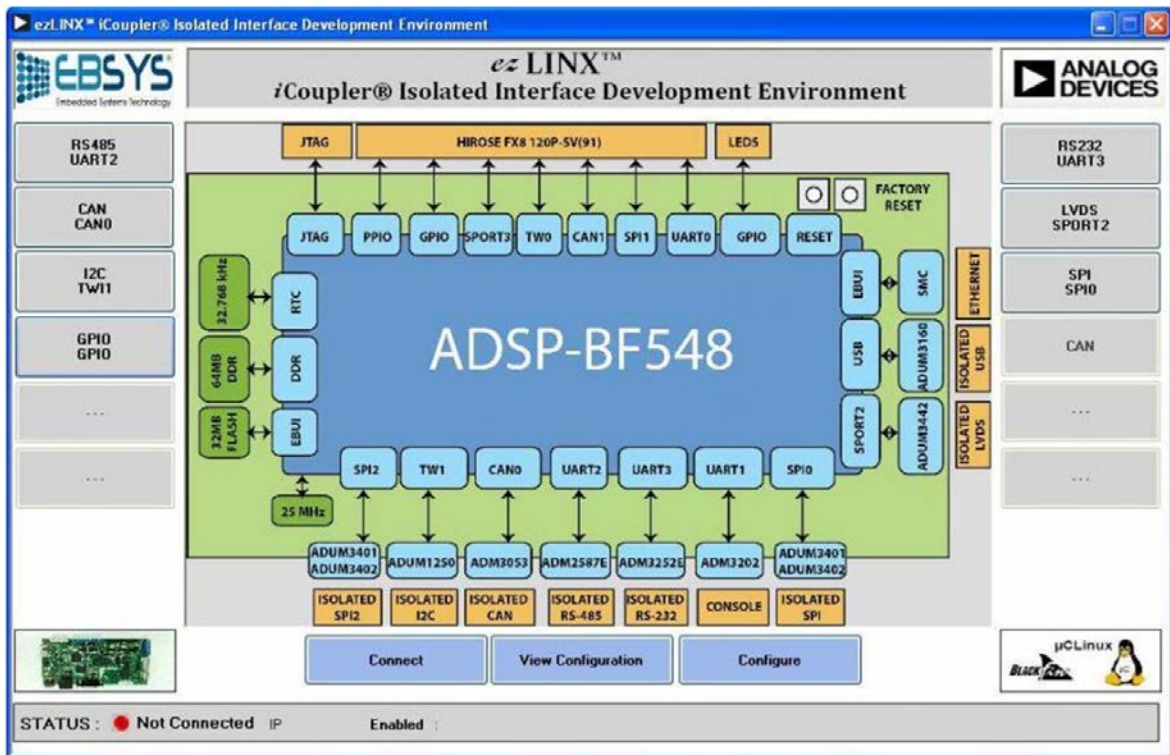 ezLINX™ iCoupler® Isolated Interface Development Environment
EBSYS
Embedded Systems Technology
ez LINX™
iCoupler® Isolated Interface Development Environment
ANALOG
DEVICES
RS485
UART2
CAN
CAN0
I2C
TWI1
GPIO
GPIO
...
...
JTAG
HIROSE FX8 120P-SV(91)
LEDS
FACTORY
RESET
JTAG
PPIO
GPIO
SPORT3
TW0
CAN1
SPI1
UART0
GPIO
RESET
32.768 kHz
RTC
64MB
DDR
DDR
32MB
FLASH
EBUI
25 MHz
ADSP-BF548
EBUI
SMC
ETHERNET
USB
ADUM3160
ISOLATED
USB
SPORT2
ADUM3442
ISOLATED
LVDS
SPI2
TW1
CAN0
UART2
UART3
UART1
SPI0
ADUM3401
ADUM3402
ADUM1250
ADM3053
ADM2587E
ADM3252E
ADM3202
ADUM3401
ADUM3402
ISOLATED
SPI2
ISOLATED
I2C
ISOLATED
CAN
ISOLATED
RS-485
ISOLATED
RS-232
CONSOLE
ISOLATED
SPI
RS232
UART3
LVDS
SPORT2
SPI
SPI0
CAN
...
...
Connect
View Configuration
Configure
µCLinux
STATUS : Not Connected IP Enabled :